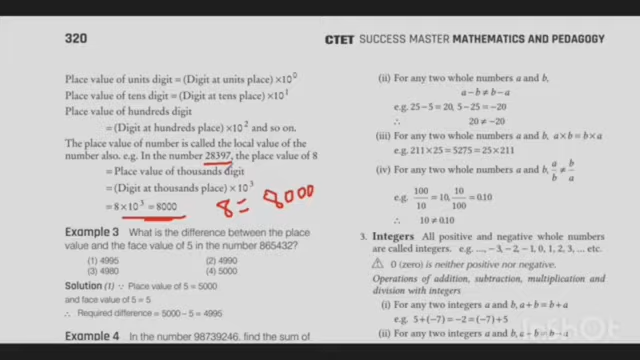 320
CTET SUCCESS MASTER MATHEMATICS AND PEDAGOGY
Place value of units digit = (Digit at units place) ×10⁰
Place value of tens digit = (Digit at tens place) ×10¹
Place value of hundreds digit
= (Digit at hundreds place) ×10² and so on.
The place value of number is called the local value of the
number also. e.g. In the number 28397, the place value of 8
= Place value of thousands digit
= (Digit at thousands place) ×10³
= 8 × 10³ = 8000
8 = 8000
Example 3 What is the difference between the place
value and the face value of 5 in the number 865432?
(1) 4995 (2) 4990
(3) 4980 (4) 5000
Solution (1) ∵ Place value of 5 = 5000
and face value of 5 = 5
∴ Required difference = 5000 – 5 = 4995
Example 4 In the number 98739246, find the sum of
(ii) For any two whole numbers a and b,
a – b ≠ b – a
e.g. 25 – 5 = 20, 5 – 25 = –20
∴ 20 ≠ –20
(iii) For any two whole numbers a and b, a × b = b × a
e.g. 211 × 25 = 5275 = 25 × 211
(iv) For any two whole numbers a and b, a/b ≠ b/a
e.g. 100/10 = 10, 10/100 = 0.10
∴ 10 ≠ 0.10
3. Integers All positive and negative whole numbers
are called integers. e.g. ..., –3, –2, –1, 0, 1, 2, 3, ... etc.
0 (zero) is neither positive nor negative.
Operations of addition, subtraction, multiplication and
division with integers
(i) For any two integers a and b, a + b = b + a
e.g. 5 + (–7) = –2 = (–7) + 5
(ii) For any two integers a and b, a – b = b – a
InShot